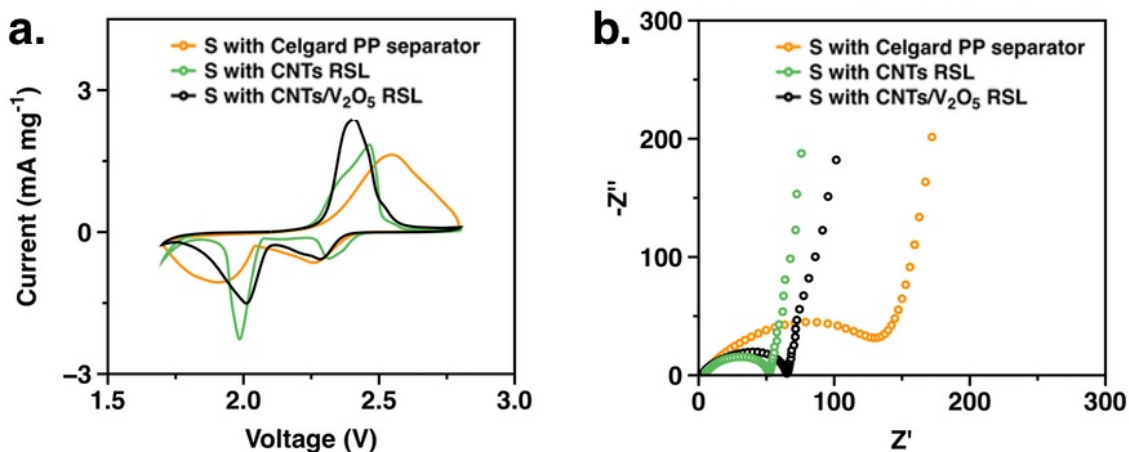 a.
S with Celgard PP separator
S with CNTs RSL
S with CNTs/V₂O₅ RSL
3
0
−3
Current (mA mg⁻¹)
1.5 2.0 2.5 3.0
Voltage (V)
b.
S with Celgard PP separator
S with CNTs RSL
S with CNTs/V₂O₅ RSL
300
200
100
0
-Z''
0 100 200 300
Z'